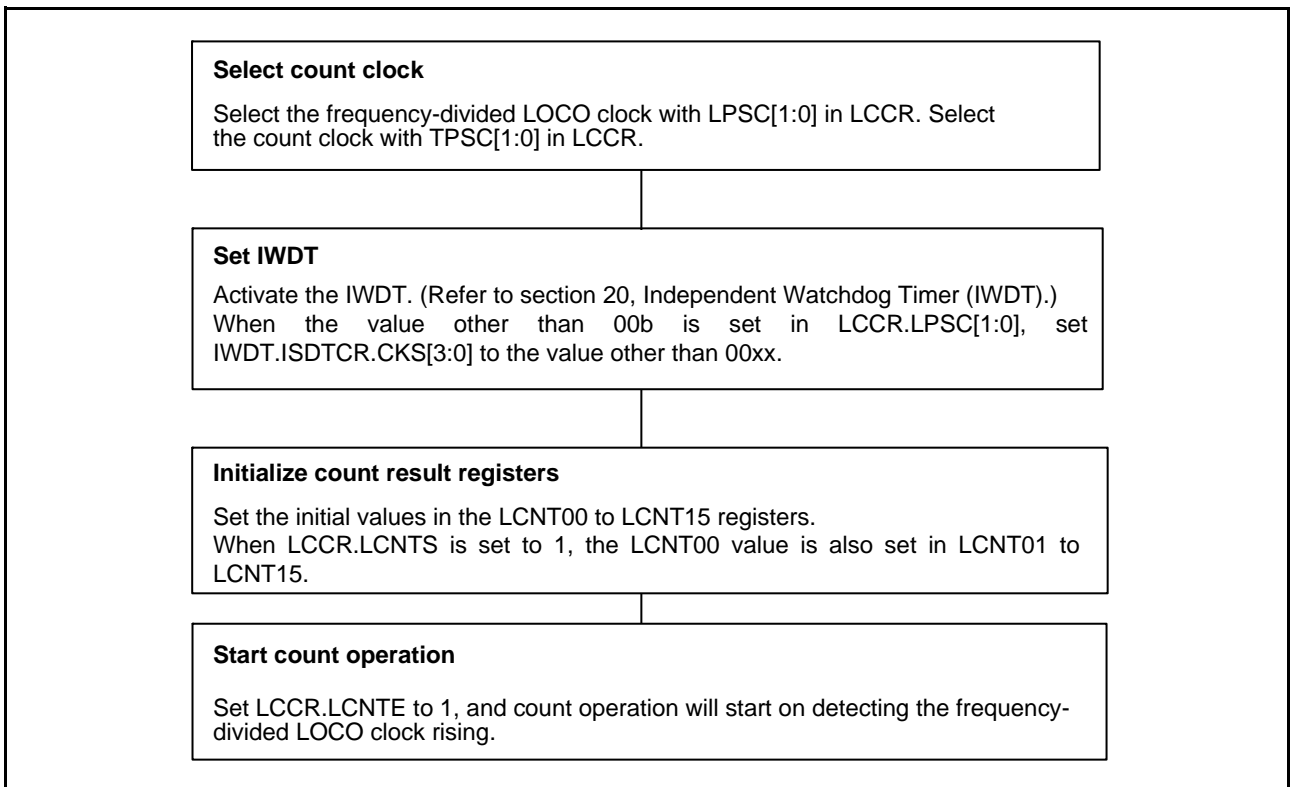 Select count clock
Select the frequency-divided LOCO clock with LPSC[1:0] in LCCR. Select
the count clock with TPSC[1:0] in LCCR.
Set IWDT
Activate the IWDT. (Refer to section 20, Independent Watchdog Timer (IWDT).)
When the value other than 00b is set in LCCR.LPSC[1:0], set
IWDT.ISDTCR.CKS[3:0] to the value other than 00xx.
Initialize count result registers
Set the initial values in the LCNT00 to LCNT15 registers.
When LCCR.LCNTS is set to 1, the LCNT00 value is also set in LCNT01 to
LCNT15.
Start count operation
Set LCCR.LCNTE to 1, and count operation will start on detecting the frequency-
divided LOCO clock rising.